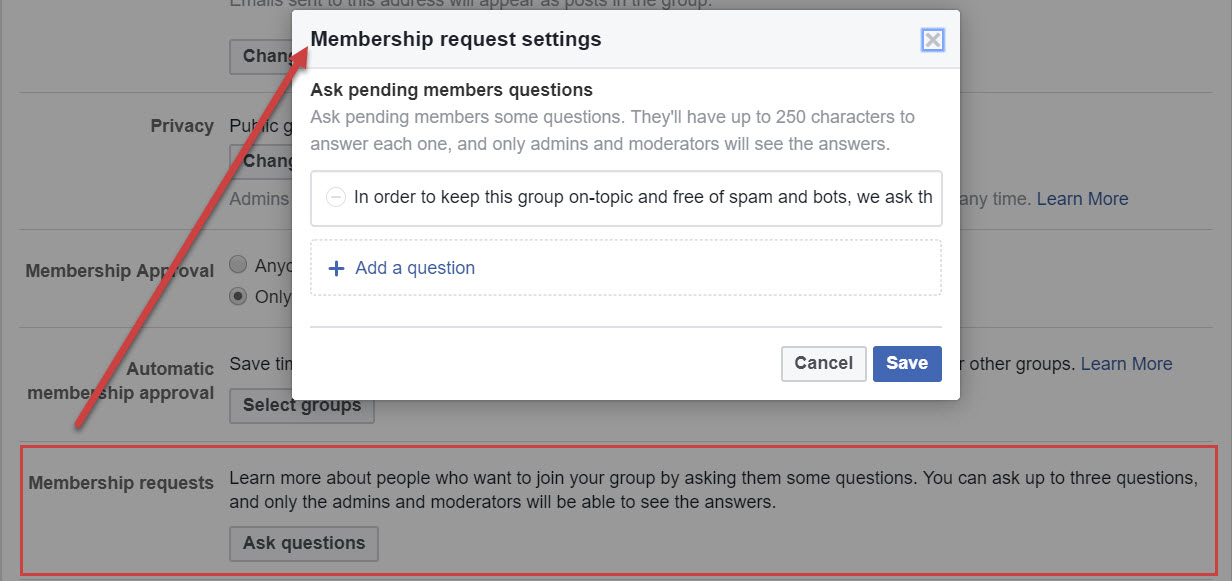 Emails sent to this address will appear as posts in the group.
Membership request settings
Ask pending members questions
Ask pending members some questions. They'll have up to 250 characters to
answer each one, and only admins and moderators will see the answers.
In order to keep this group on-topic and free of spam and bots, we ask th
+ Add a question
Cancel Save
Privacy Public g
Admins any time. Learn More
Membership Approval
Only
Automatic
membership approval
Save or other groups. Learn More
Select groups
Membership requests
Learn more about people who want to join your group by asking them some questions. You can ask up to three questions,
and only the admins and moderators will be able to see the answers.
Ask questions